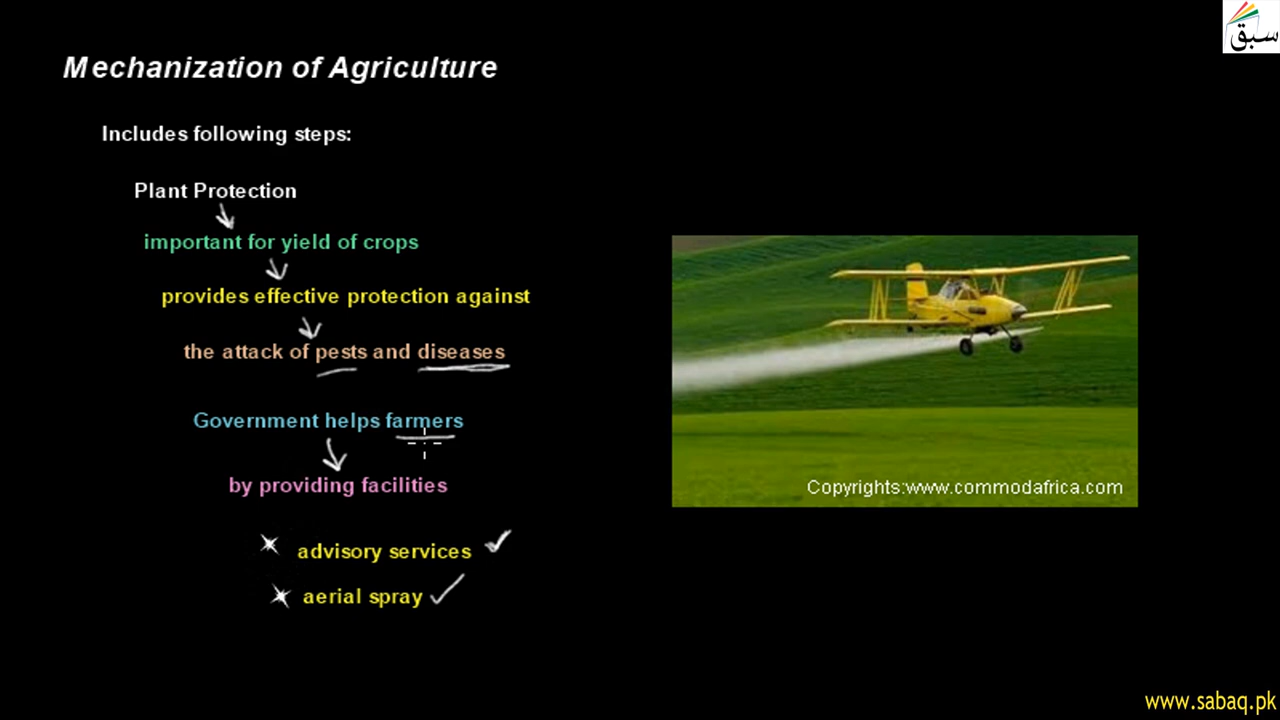 سبق
Mechanization of Agriculture
Includes following steps:
Plant Protection
important for yield of crops
provides effective protection against
the attack of pests and diseases
Government helps farmers
by providing facilities
advisory services
aerial spray
Copyrights:www.commodafrica.com
www.sabaq.pk